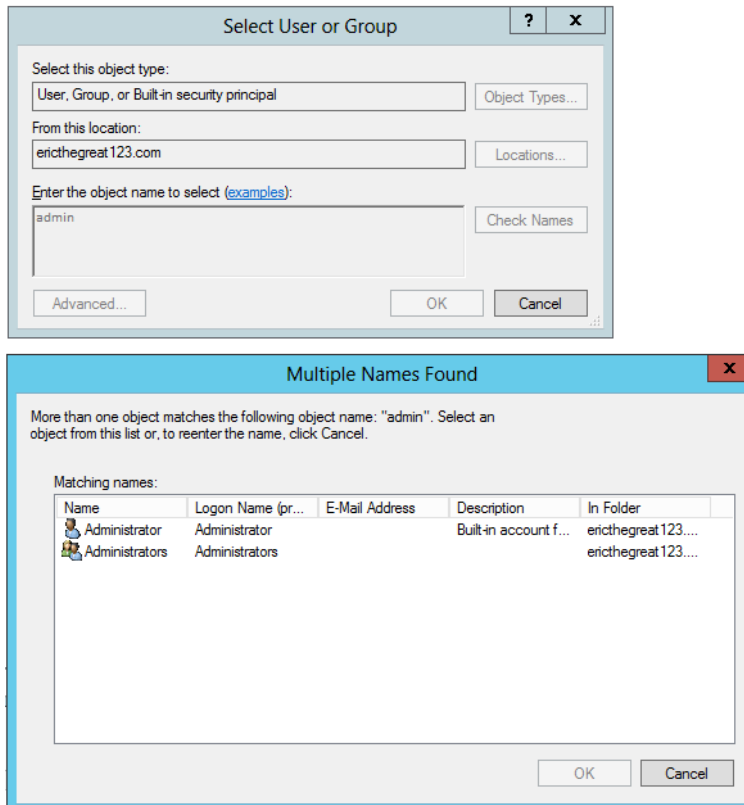 Select User or Group
? x
Select this object type:
User, Group, or Built-in security principal
Object Types...
From this location:
ericthegreat123.com
Locations...
Enter the object name to select (examples):
admin
Check Names
Advanced...
OK
Cancel
Multiple Names Found
x
More than one object matches the following object name: "admin". Select an
object from this list or, to reenter the name, click Cancel.
Matching names:
Name Logon Name (pr... E-Mail Address Description In Folder
Administrator Administrator Built-in account f... ericthegreat123....
Administrators Administrators ericthegreat123....
OK
Cancel